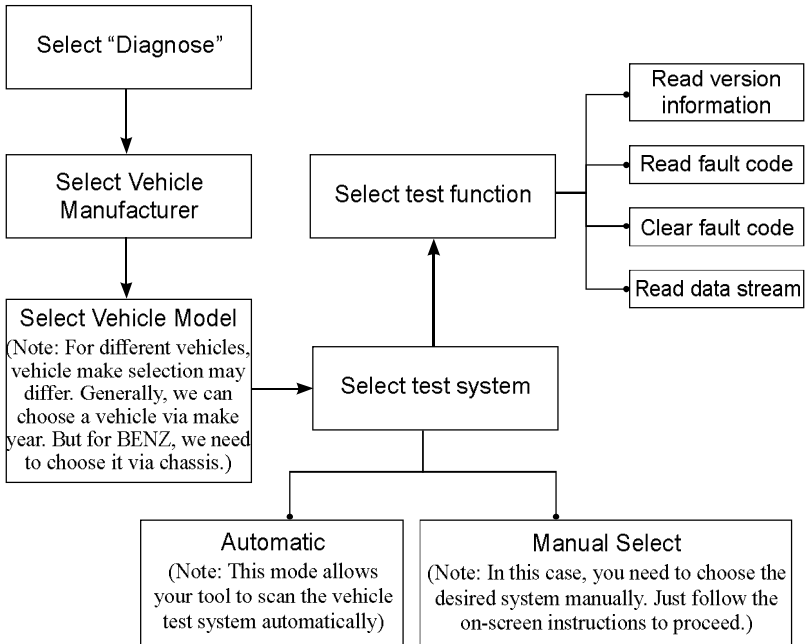 Select “Diagnose”
Select Vehicle
Manufacturer
Select Vehicle Model
(Note: For different vehicles,
vehicle make selection may
differ. Generally, we can
choose a vehicle via make
year. But for BENZ, we need
to choose it via chassis.)
Select test system
Automatic
(Note: This mode allows
your tool to scan the vehicle
test system automatically)
Manual Select
(Note: In this case, you need to choose the
desired system manually. Just follow the
on-screen instructions to proceed.)
Select test function
Read version
information
Read fault code
Clear fault code
Read data stream